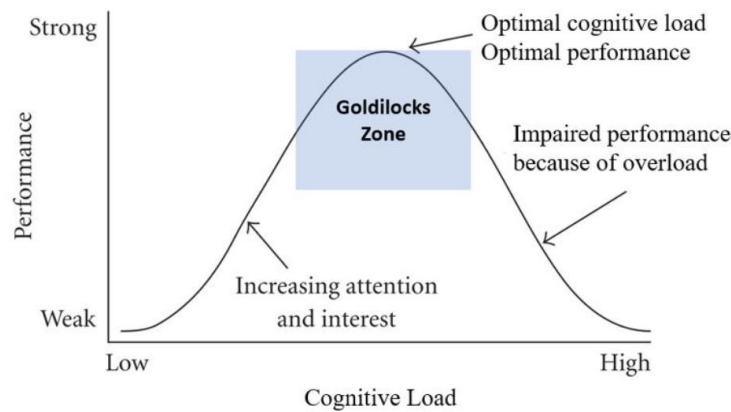 Strong
Optimal cognitive load
Optimal performance
Goldilocks
Zone
Impaired performance
because of overload
Performance
Increasing attention
and interest
Weak
Low
High
Cognitive Load